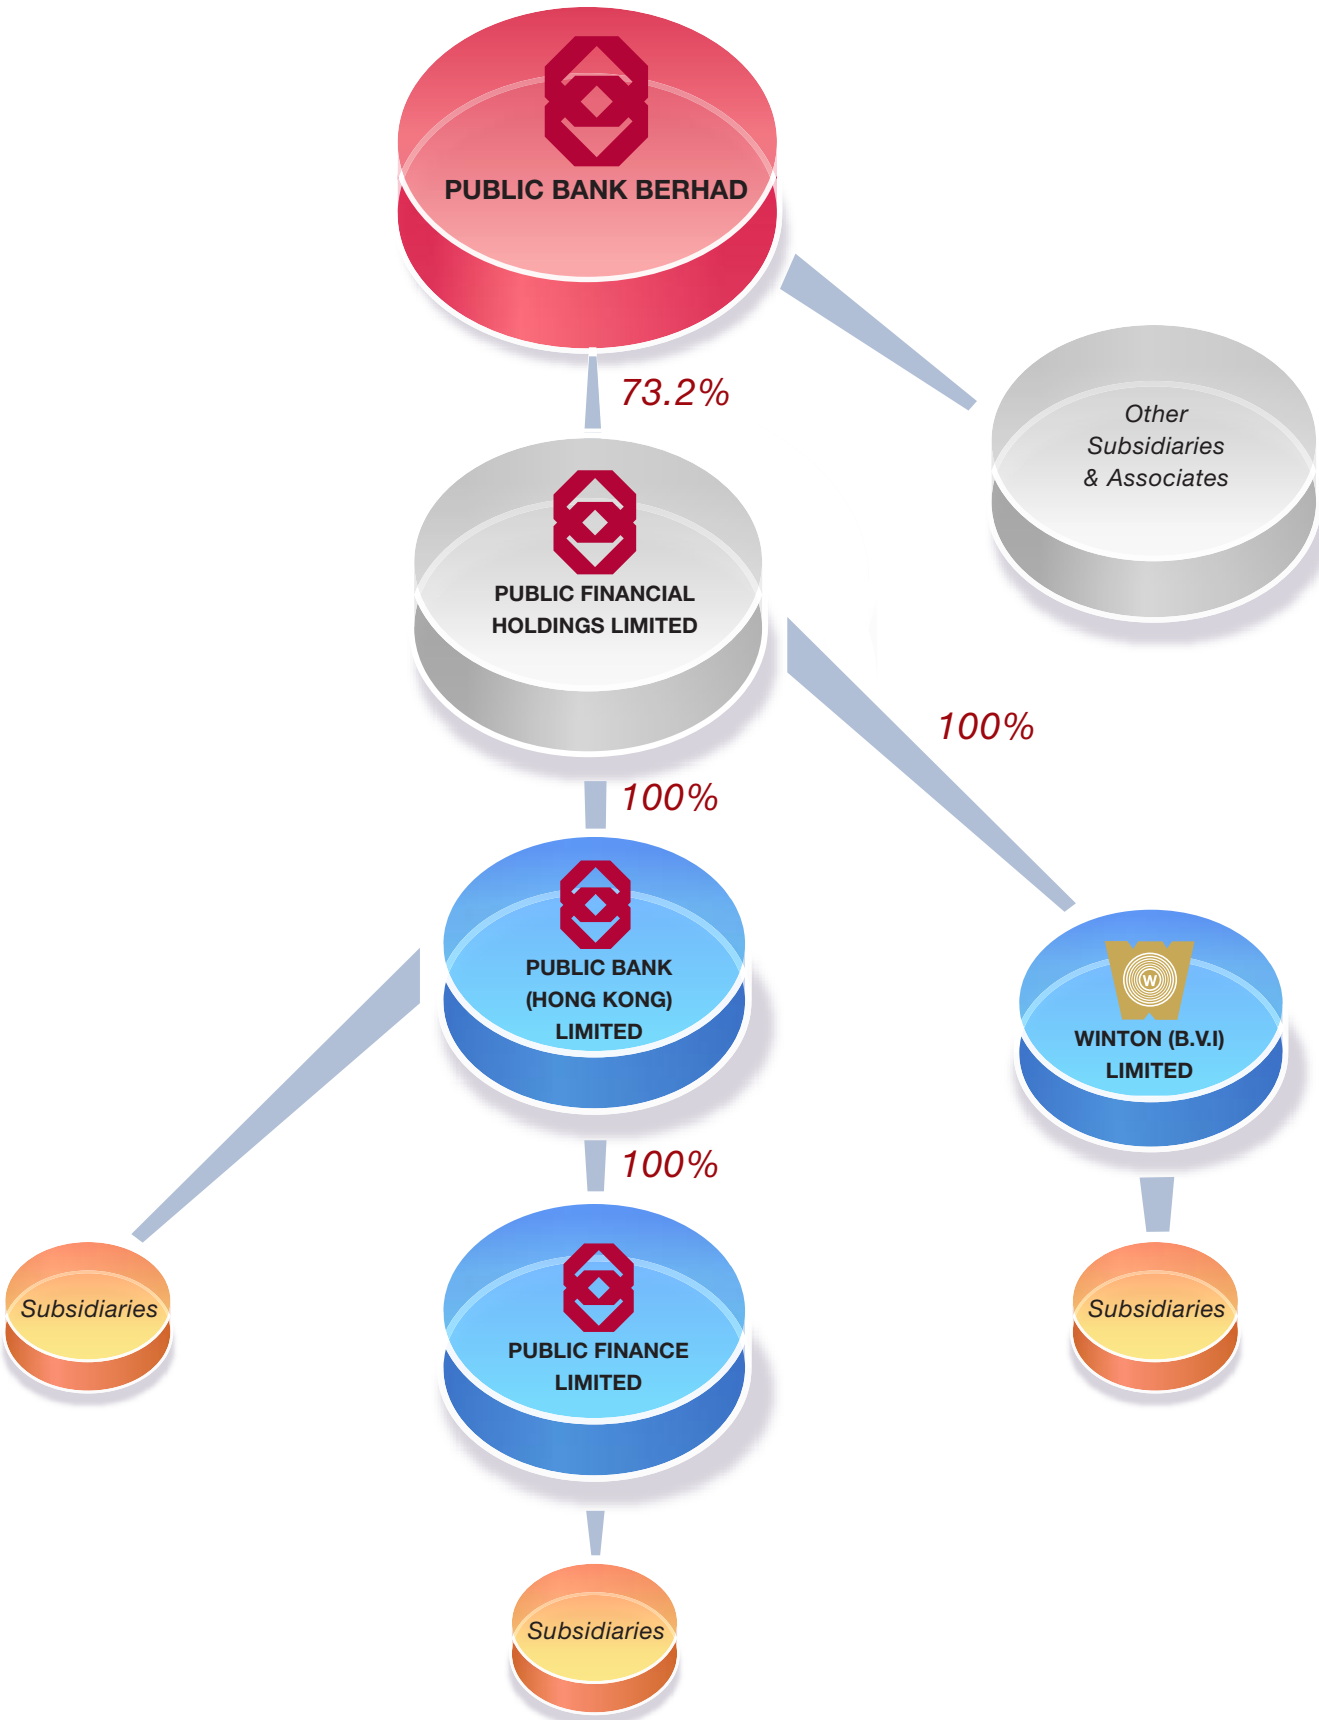 PUBLIC BANK BERHAD
73.2%
Other
Subsidiaries
& Associates
PUBLIC FINANCIAL
HOLDINGS LIMITED
100%
100%
PUBLIC BANK
(HONG KONG)
LIMITED
W
WINTON (B.V.I)
LIMITED
100%
Subsidiaries
PUBLIC FINANCE
LIMITED
Subsidiaries
Subsidiaries